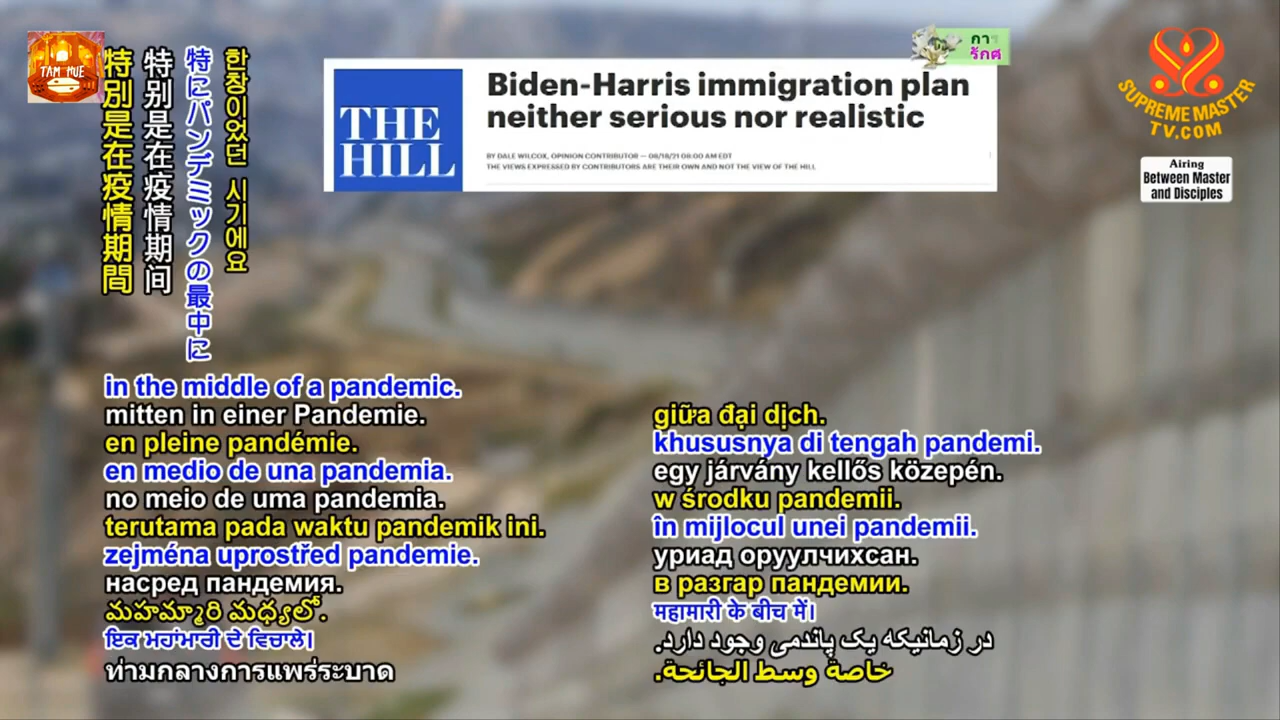 TAM HUE
特別是在疫情期間
特别是在疫情期间
特にパンデミックの最中に
한창이었던 시기에요
THE HILL
Biden-Harris immigration plan
neither serious nor realistic
BY DALE WILCOX, OPINION CONTRIBUTOR — 08/18/21 08:00 AM EDT
THE VIEWS EXPRESSED BY CONTRIBUTORS ARE THEIR OWN AND NOT THE VIEW OF THE HILL
การ
รักศ
SUPREME MASTER
TV.COM
Airing
Between Master
and Disciples
in the middle of a pandemic.
mitten in einer Pandemie.
en pleine pandémie.
en medio de una pandemia.
no meio de uma pandemia.
terutama pada waktu pandemik ini.
zejména uprostřed pandemie.
насред пандемия.
మహమ్మారి మధ్యలో.
ਇਕ ਮਹਾਂਮਾਰੀ ਦੇ ਵਿਚਾਲੇ।
ท่ามกลางการแพร่ระบาด
giữa đại dịch.
khususnya di tengah pandemi.
egy járvány kellős közepén.
w środku pandemii.
în mijlocul unei pandemii.
уриад оруулчихсан.
в разгар пандемии.
महामारी के बीच में।
در زمانیکه یک پاندمی وجود دارد.
خاصة وسط الجائحة.